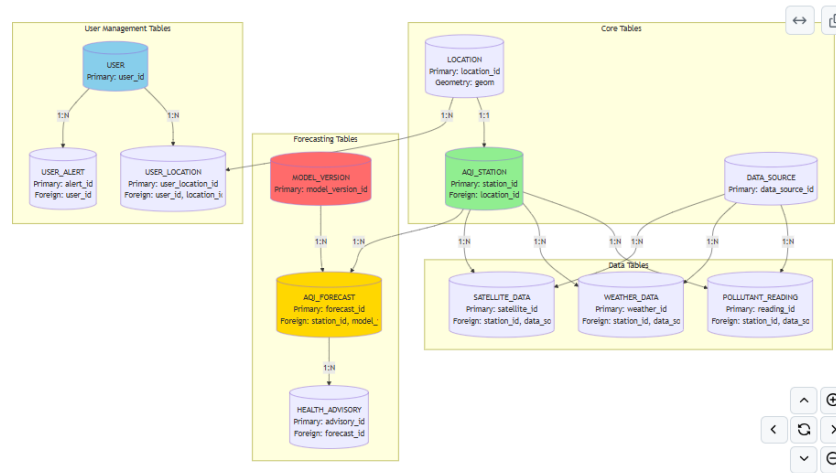 User Management Tables
USER
Primary: user_id
1:N
1:N
USER_ALERT
Primary: alert_id
Foreign: user_id
USER_LOCATION
Primary: user_location_id
Foreign: user_id, location_i
Core Tables
LOCATION
Primary: location_id
Geometry: geom
1:N
1:1
AQI_STATION
Primary: station_id
Foreign: location_id
DATA_SOURCE
Primary: data_source_id
Forecasting Tables
MODEL_VERSION
Primary: model_version_id
1:N
1:N
AQI_FORECAST
Primary: forecast_id
Foreign: station_id, model_
1:N
HEALTH_ADVISORY
Primary: advisory_id
Foreign: forecast_id
1:N
1:N
1:N
1:N
1:N
1:N
Data Tables
SATELLITE_DATA
Primary: satellite_id
Foreign: station_id, data_so
WEATHER_DATA
Primary: weather_id
Foreign: station_id, data_so
POLLUTANT_READING
Primary: reading_id
Foreign: station_id, data_so